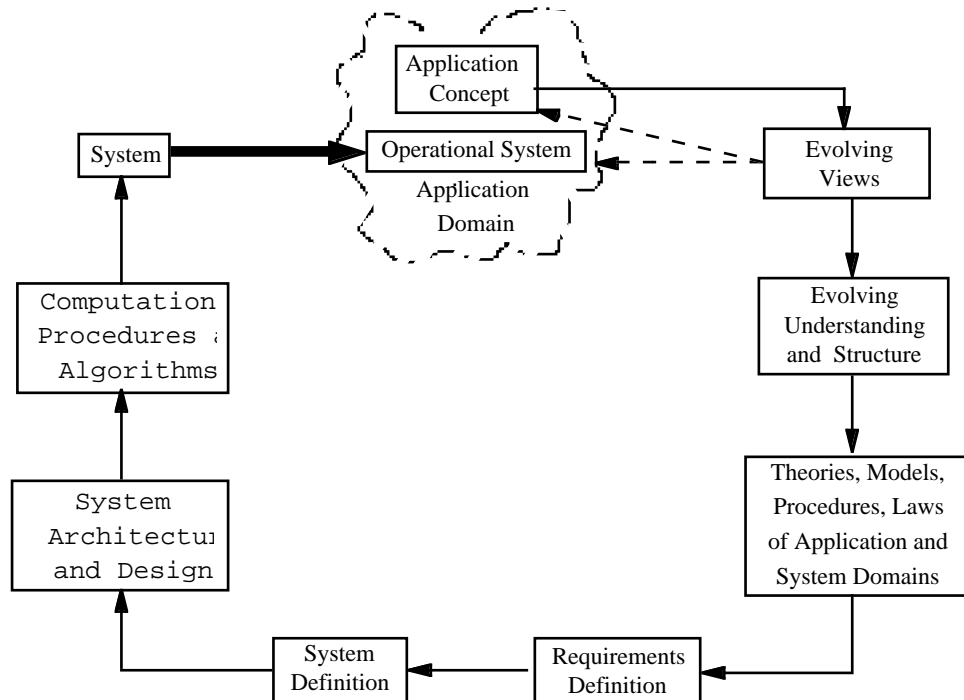 Application
Concept
System
Operational System
Application
Domain
Evolving
Views
Evolving
Understanding
and Structure
Theories, Models,
Procedures, Laws
of Application and
System Domains
Requirements
Definition
System
Definition
System
and Design
Computation
Procedures
Algorithms